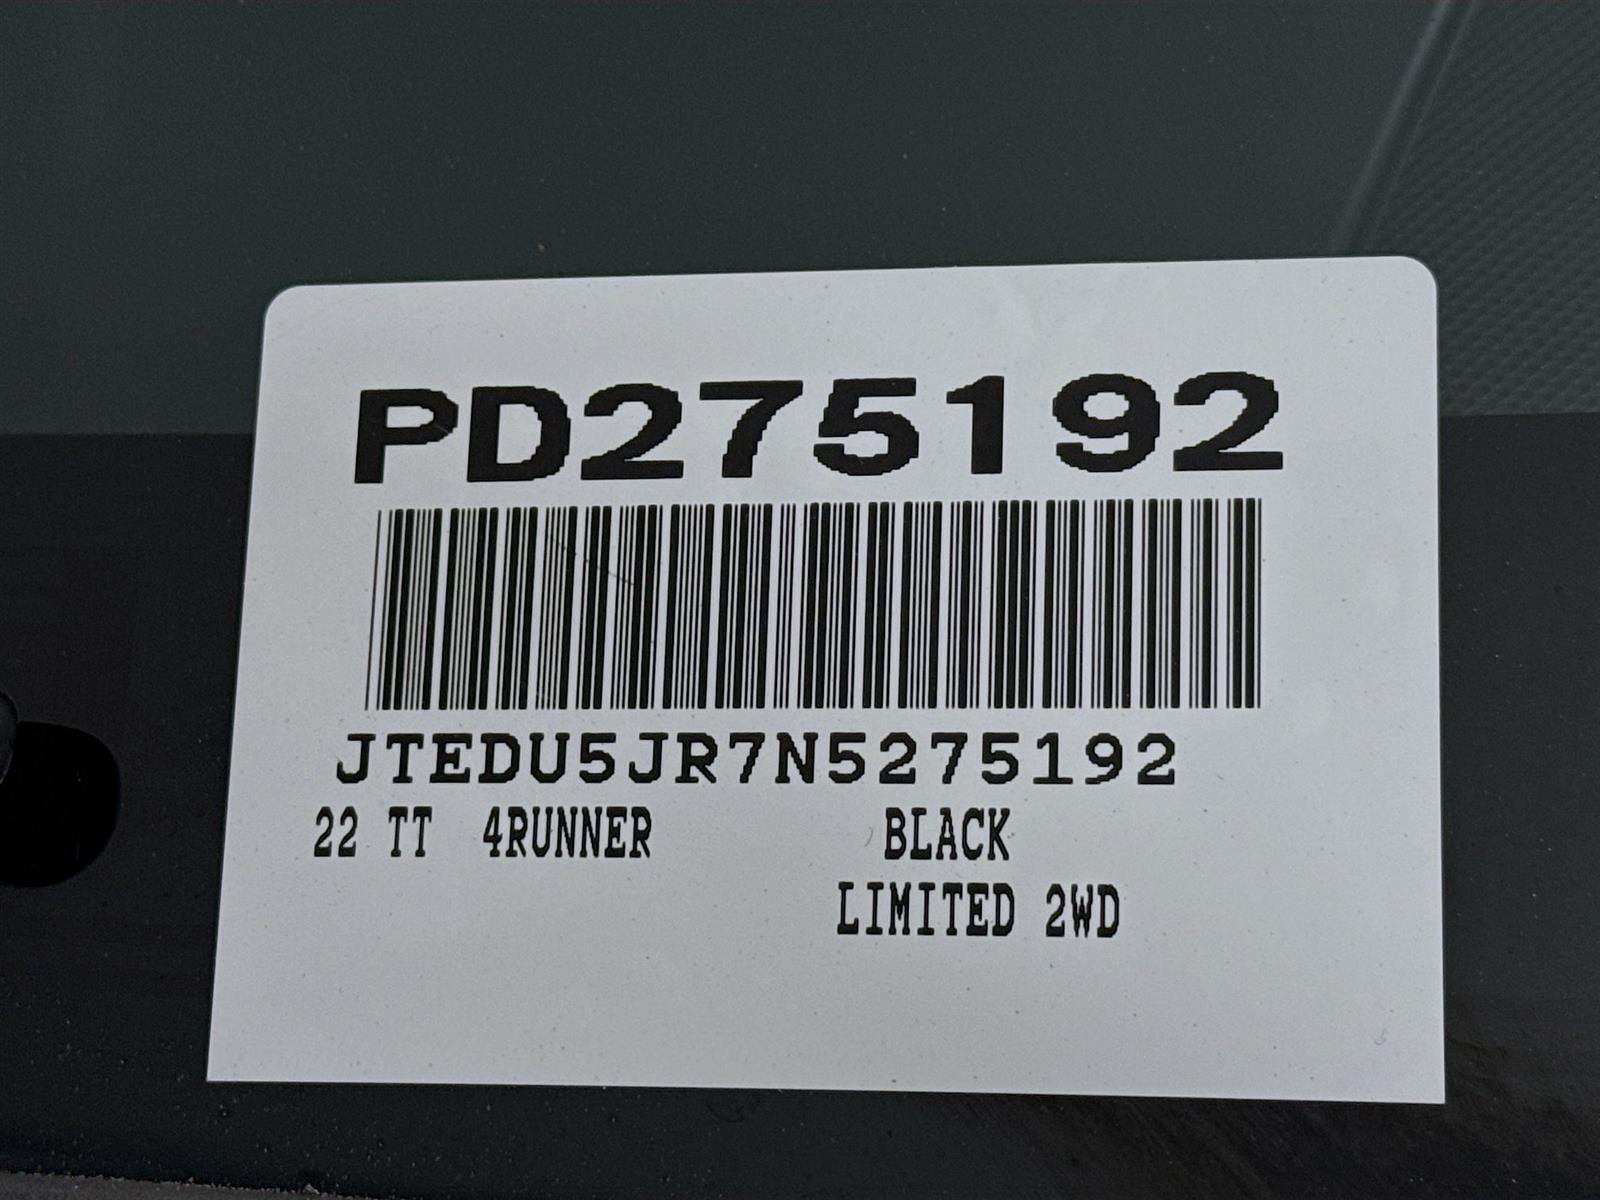 PD275192
JTEDU5JR7N5275192
22 TT 4RUNNER BLACK
LIMITED 2WD